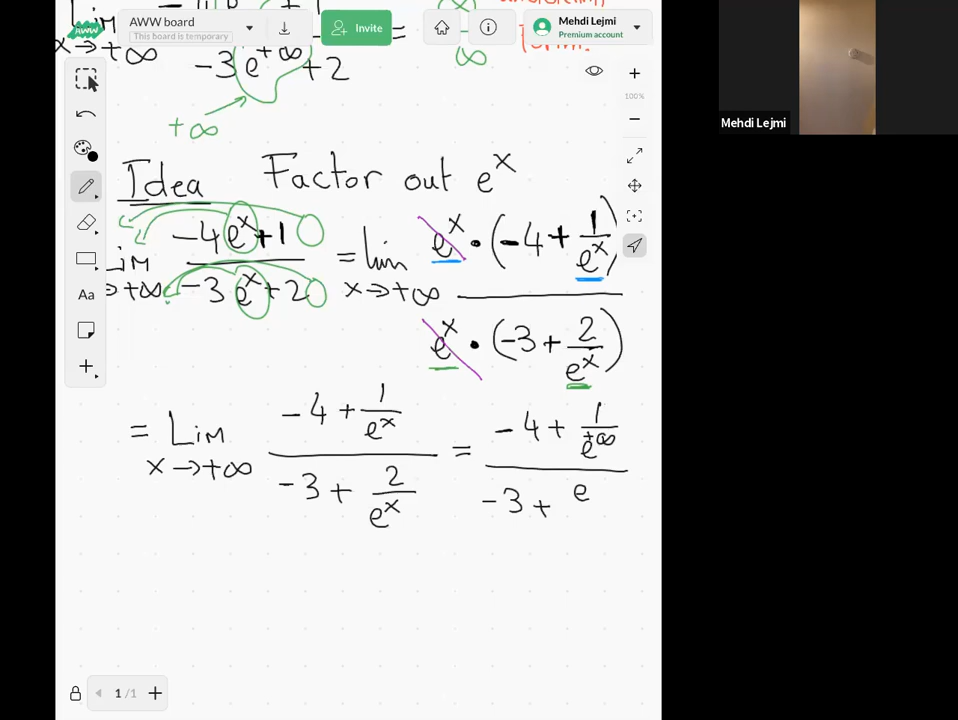 AWW board
This board is temporary
Invite
Mehdi Lejmi
Premium account
x→+∞
-3e^{+∞}+2
=
∞
∞
+∞
100%
Idea Factor out e^x
Lim (-4e^x+1)/(-3e^x+2) = lim (e^x·(-4+1/e^x))/(e^x·(-3+2/e^x))
x→+∞ x→+∞
= Lim (-4+1/e^x)/(-3+2/e^x) = (-4+1/e^{+∞})/(-3+e
x→+∞
Aa
1/1
Mehdi Lejmi